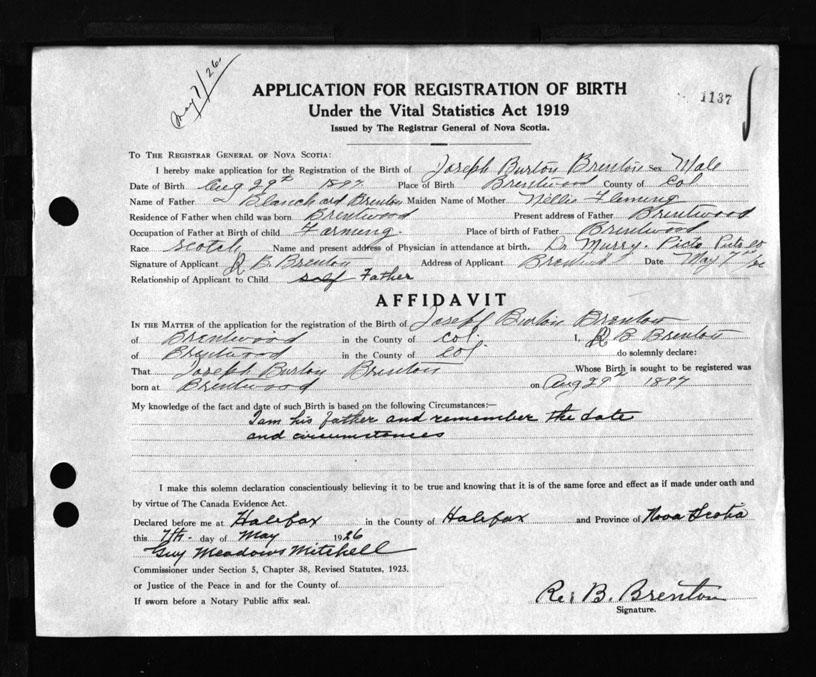 May 7/26.
APPLICATION FOR REGISTRATION OF BIRTH
1137
Under the Vital Statistics Act 1919
Issued by The Registrar General of Nova Scotia.
TO THE REGISTRAR GENERAL OF NOVA SCOTIA:
I hereby make application for the Registration of the Birth of Joseph Burton Brenton Sex Male
Date of Birth Aug 29th 1897 Place of Birth Brentwood County of Col
Name of Father Blanchard Brenton Maiden Name of Mother Nellie Fleming
Residence of Father when child was born Brentwood Present address of Father Brentwood
Occupation of Father at Birth of child Farming. Place of birth of Father Brentwood
Race Scotch Name and present address of Physician in attendance at birth. Dr Murry. Picto Picto co
Signature of Applicant R B. Brenton Address of Applicant Brentwood Date May 7th/26
Relationship of Applicant to Child self Father
AFFIDAVIT
IN THE MATTER of the application for the registration of the Birth of Joseph Burton Brenton
of Brentwood in the County of Col. I, R B Brenton
of Brentwood in the County of Col. do solemnly declare:
That Joseph Burton Brenton Whose Birth is sought to be registered was
born at Brentwood on Aug 29th 1897
My knowledge of the fact and date of such Birth is based on the following Circumstances:—
I am his father and remember the date
and circumstances
I make this solemn declaration conscientiously believing it to be true and knowing that it is of the same force and effect as if made under oath and
by virtue of The Canada Evidence Act.
Declared before me at Halifax in the County of Halifax and Province of Nova Scotia
this 7th- day of May 1926
Guy Meadows Mitchell
Commissioner under Section 5, Chapter 38, Revised Statutes, 1923.
or Justice of the Peace in and for the County of
If sworn before a Notary Public affix seal.
B. Brenton
Signature.